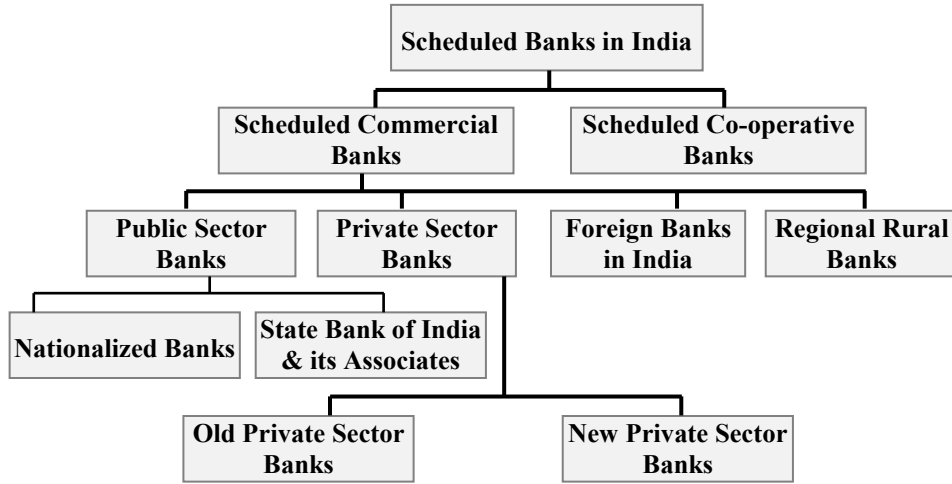 Scheduled Banks in India
Scheduled Commercial
Banks
Scheduled Co-operative
Banks
Public Sector
Banks
Private Sector
Banks
Foreign Banks
in India
Regional Rural
Banks
Nationalized Banks
State Bank of India
& its Associates
Old Private Sector
Banks
New Private Sector
Banks